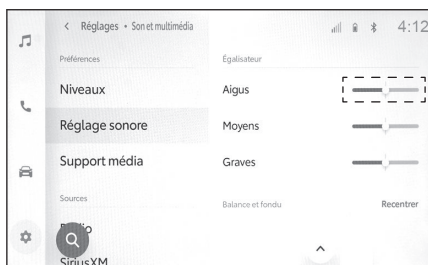 < Réglages • Son et multimédia
4:12
Préférences
Niveaux
Réglage sonore
Support média
Sources
SiriusXM
Égalisateur
Aigus
Moyens
Graves
Balance et fondu
Recentrer